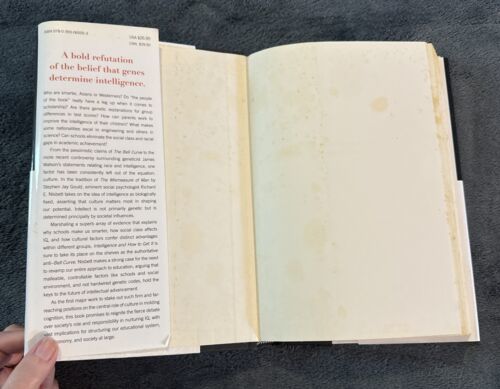 ISBN 978-0-393-06505-3
USA $26.95
CAN. $29.50
A bold refutation
of the belief that genes
determine intelligence.
Who are smarter, Asians or Westerners? Do "the people
of the book" really have a leg up when it comes to
scholarship? Are there genetic explanations for group
differences in test scores? How can parents work to
improve the intelligence of their children? What makes
some nationalities excel in engineering and others in
science? Can schools eliminate the social class and racial
gaps in academic achievement?
From the pessimistic claims of The Bell Curve to the
more recent controversy surrounding geneticist James
Watson's statements relating race and intelligence, one
factor has been consistently left out of the equation:
culture. In the tradition of The Mismeasure of Man by
Stephen Jay Gould, eminent social psychologist Richard
E. Nisbett takes on the idea of intelligence as biologically
fixed, asserting that culture matters most in shaping
our potential. Intellect is not primarily genetic but is
determined principally by societal influences.
Marshaling a superb array of evidence that explains
why schools make us smarter, how social class affects
IQ, and how cultural factors confer distinct advantages
within different groups, Intelligence and How to Get It is
sure to take its place on the shelves as the authoritative
anti–Bell Curve. Nisbett makes a strong case for the need
to revamp our entire approach to education, arguing that
malleable, controllable factors like schools and social
environment, and not hardwired genetic codes, hold the
keys to the future of intellectual advancement.
As the first major work to stake out such firm and far-
reaching positions on the central role of culture in molding
cognition, this book promises to reignite the fierce debate
over society's role and responsibility in nurturing IQ, with
vast implications for structuring our educational system,
economy, and society at large.